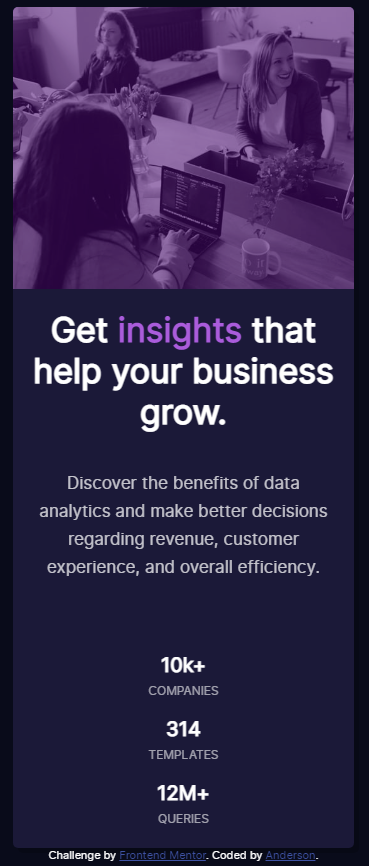 Get insights that
help your business
grow.
Discover the benefits of data
analytics and make better decisions
regarding revenue, customer
experience, and overall efficiency.
10k+
COMPANIES
314
TEMPLATES
12M+
QUERIES
Challenge by Frontend Mentor. Coded by Anderson.